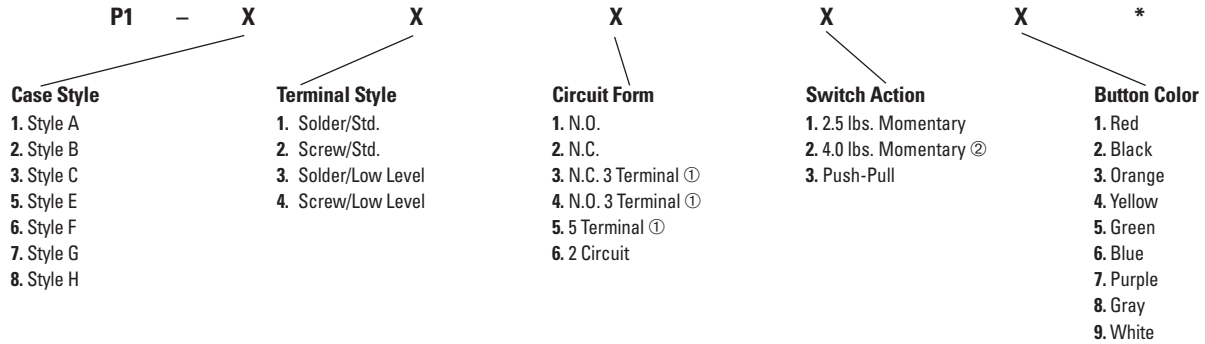 P1 – X X X X X *
Case Style
1. Style A
2. Style B
3. Style C
5. Style E
6. Style F
7. Style G
8. Style H
Terminal Style
1. Solder/Std.
2. Screw/Std.
3. Solder/Low Level
4. Screw/Low Level
Circuit Form
1. N.O.
2. N.C.
3. N.C. 3 Terminal ①
4. N.O. 3 Terminal ①
5. 5 Terminal ①
6. 2 Circuit
Switch Action
1. 2.5 lbs. Momentary
2. 4.0 lbs. Momentary ②
3. Push-Pull
Button Color
1. Red
2. Black
3. Orange
4. Yellow
5. Green
6. Blue
7. Purple
8. Gray
9. White